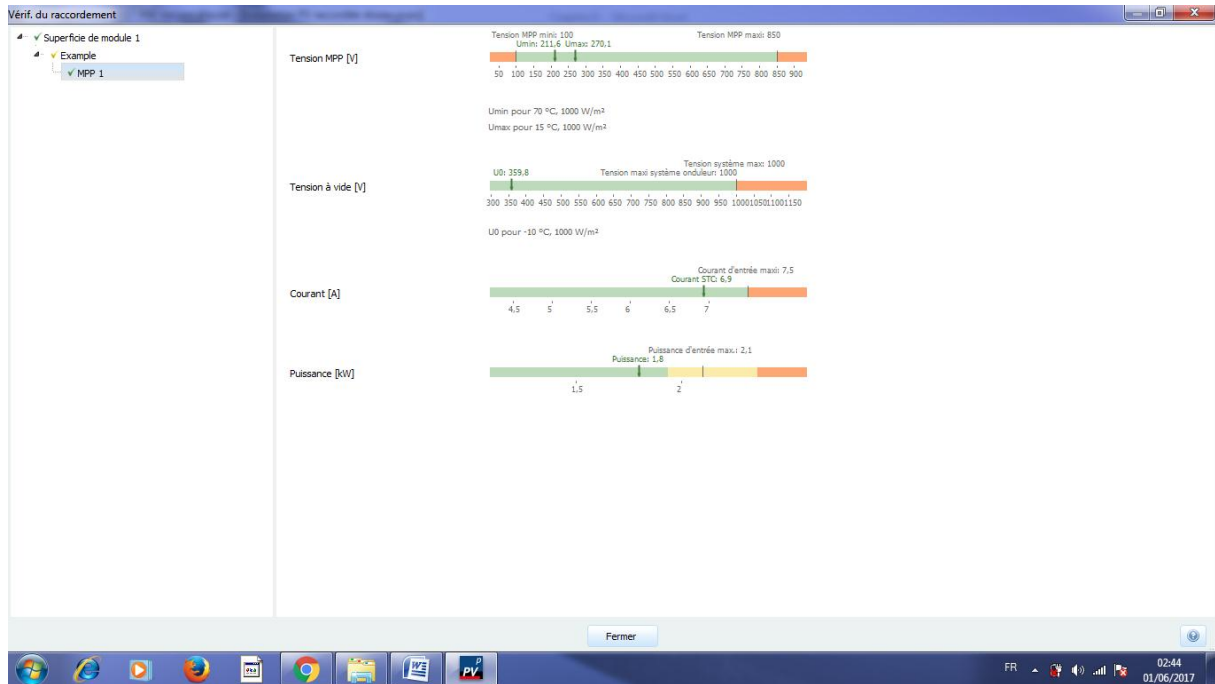 Vérif. du raccordement
Superficie de module 1
Example
MPP 1
Tension MPP mini: 100 Tension MPP maxi: 850
Umin: 211,6 Umax: 270,1
Tension MPP [V]
50 100 150 200 250 300 350 400 450 500 550 600 650 700 750 800 850 900
Umin pour 70 °C, 1000 W/m²
Umax pour 15 °C, 1000 W/m²
Tension système max: 1000
U0: 359,8 Tension maxi système onduleur: 1000
Tension à vide [V]
300 350 400 450 500 550 600 650 700 750 800 850 900 950 1000105011001150
U0 pour -10 °C, 1000 W/m²
Courant d'entrée maxi: 7,5
Courant STC: 6,9
Courant [A]
4,5 5 5,5 6 6,5 7
Puissance d'entrée max.: 2,1
Puissance: 1,8
Puissance [kW]
1,5 2
Fermer
PV
FR
02:44
01/06/2017